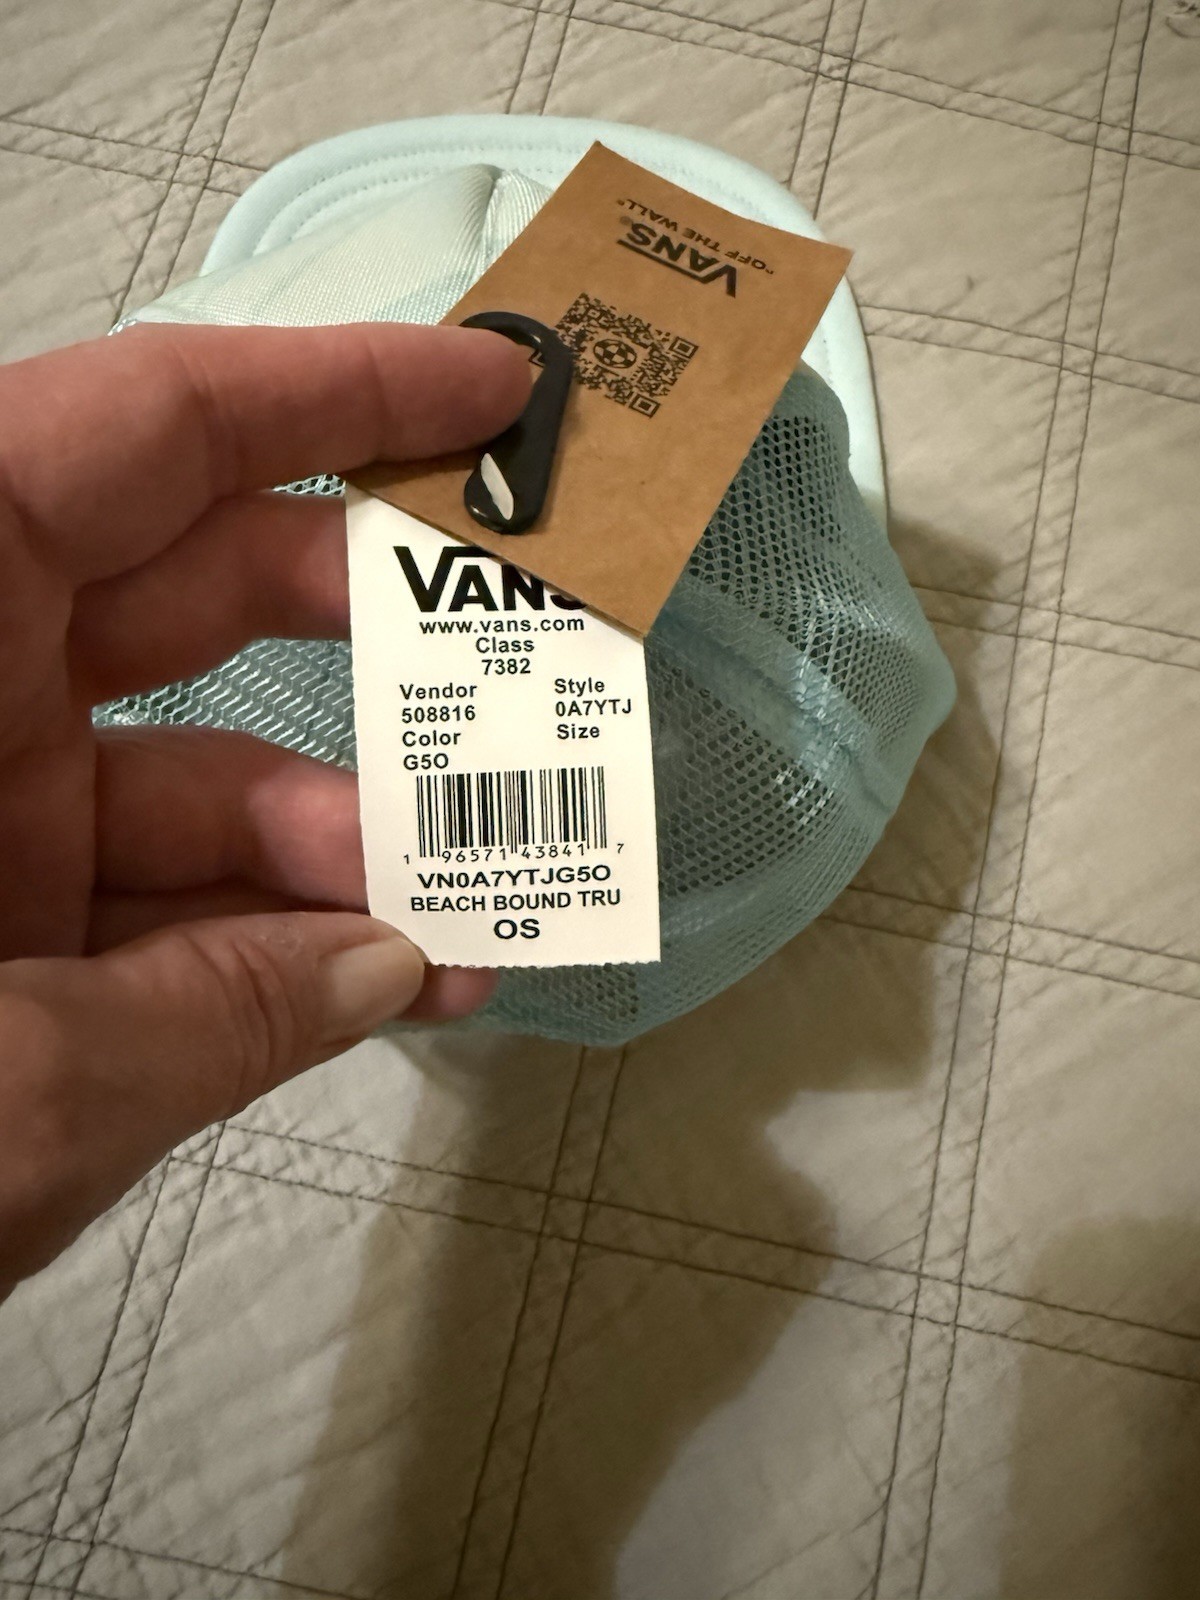 VANS®
"OFF THE WALL"
VANS
www.vans.com
Class
7382
Vendor Style
508816 0A7YTJ
Color Size
G5O
1 96571 43841 7
VN0A7YTJG5O
BEACH BOUND TRU
OS